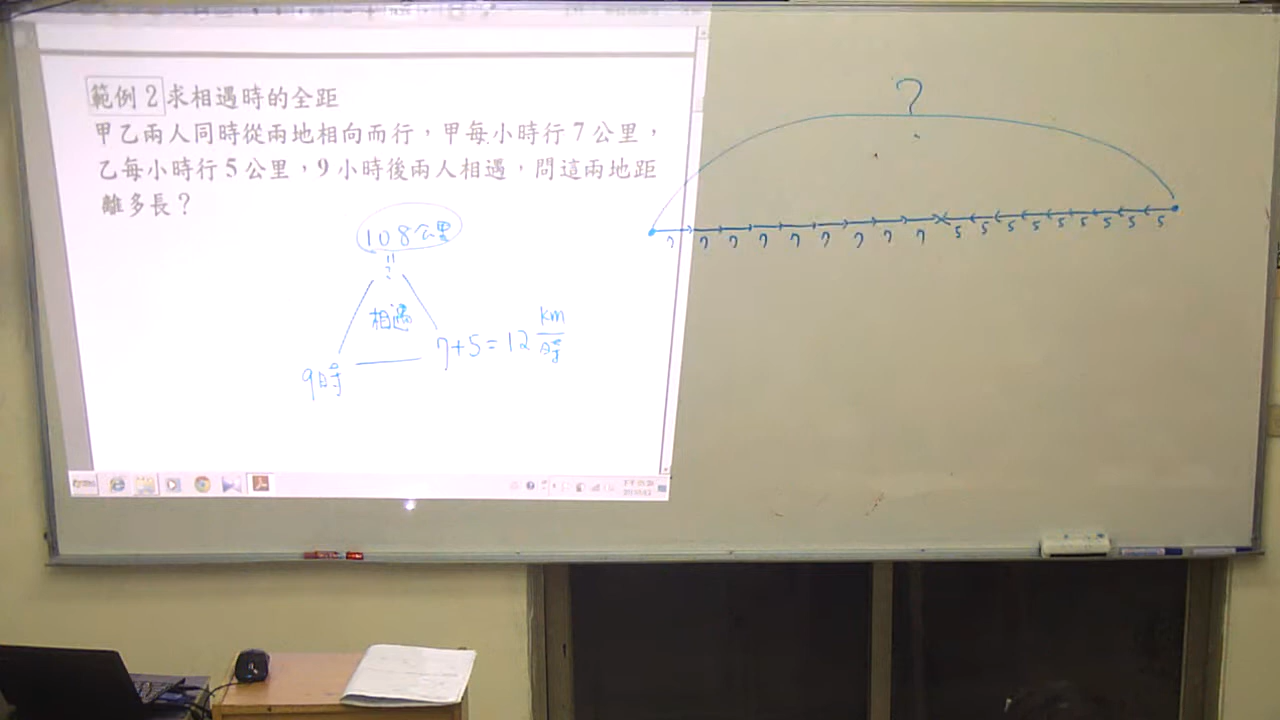 範例2 求相遇時的全距
甲乙兩人同時從兩地相向而行，甲每小時行7公里，
乙每小時行5公里，9小時後兩人相遇，問這兩地距
離多長？
108公里
=
?
相遇
9時
7+5=12 km/時
?
7 7 7 7 7 7 7 7 7 5 5 5 5 5 5 5 5 5